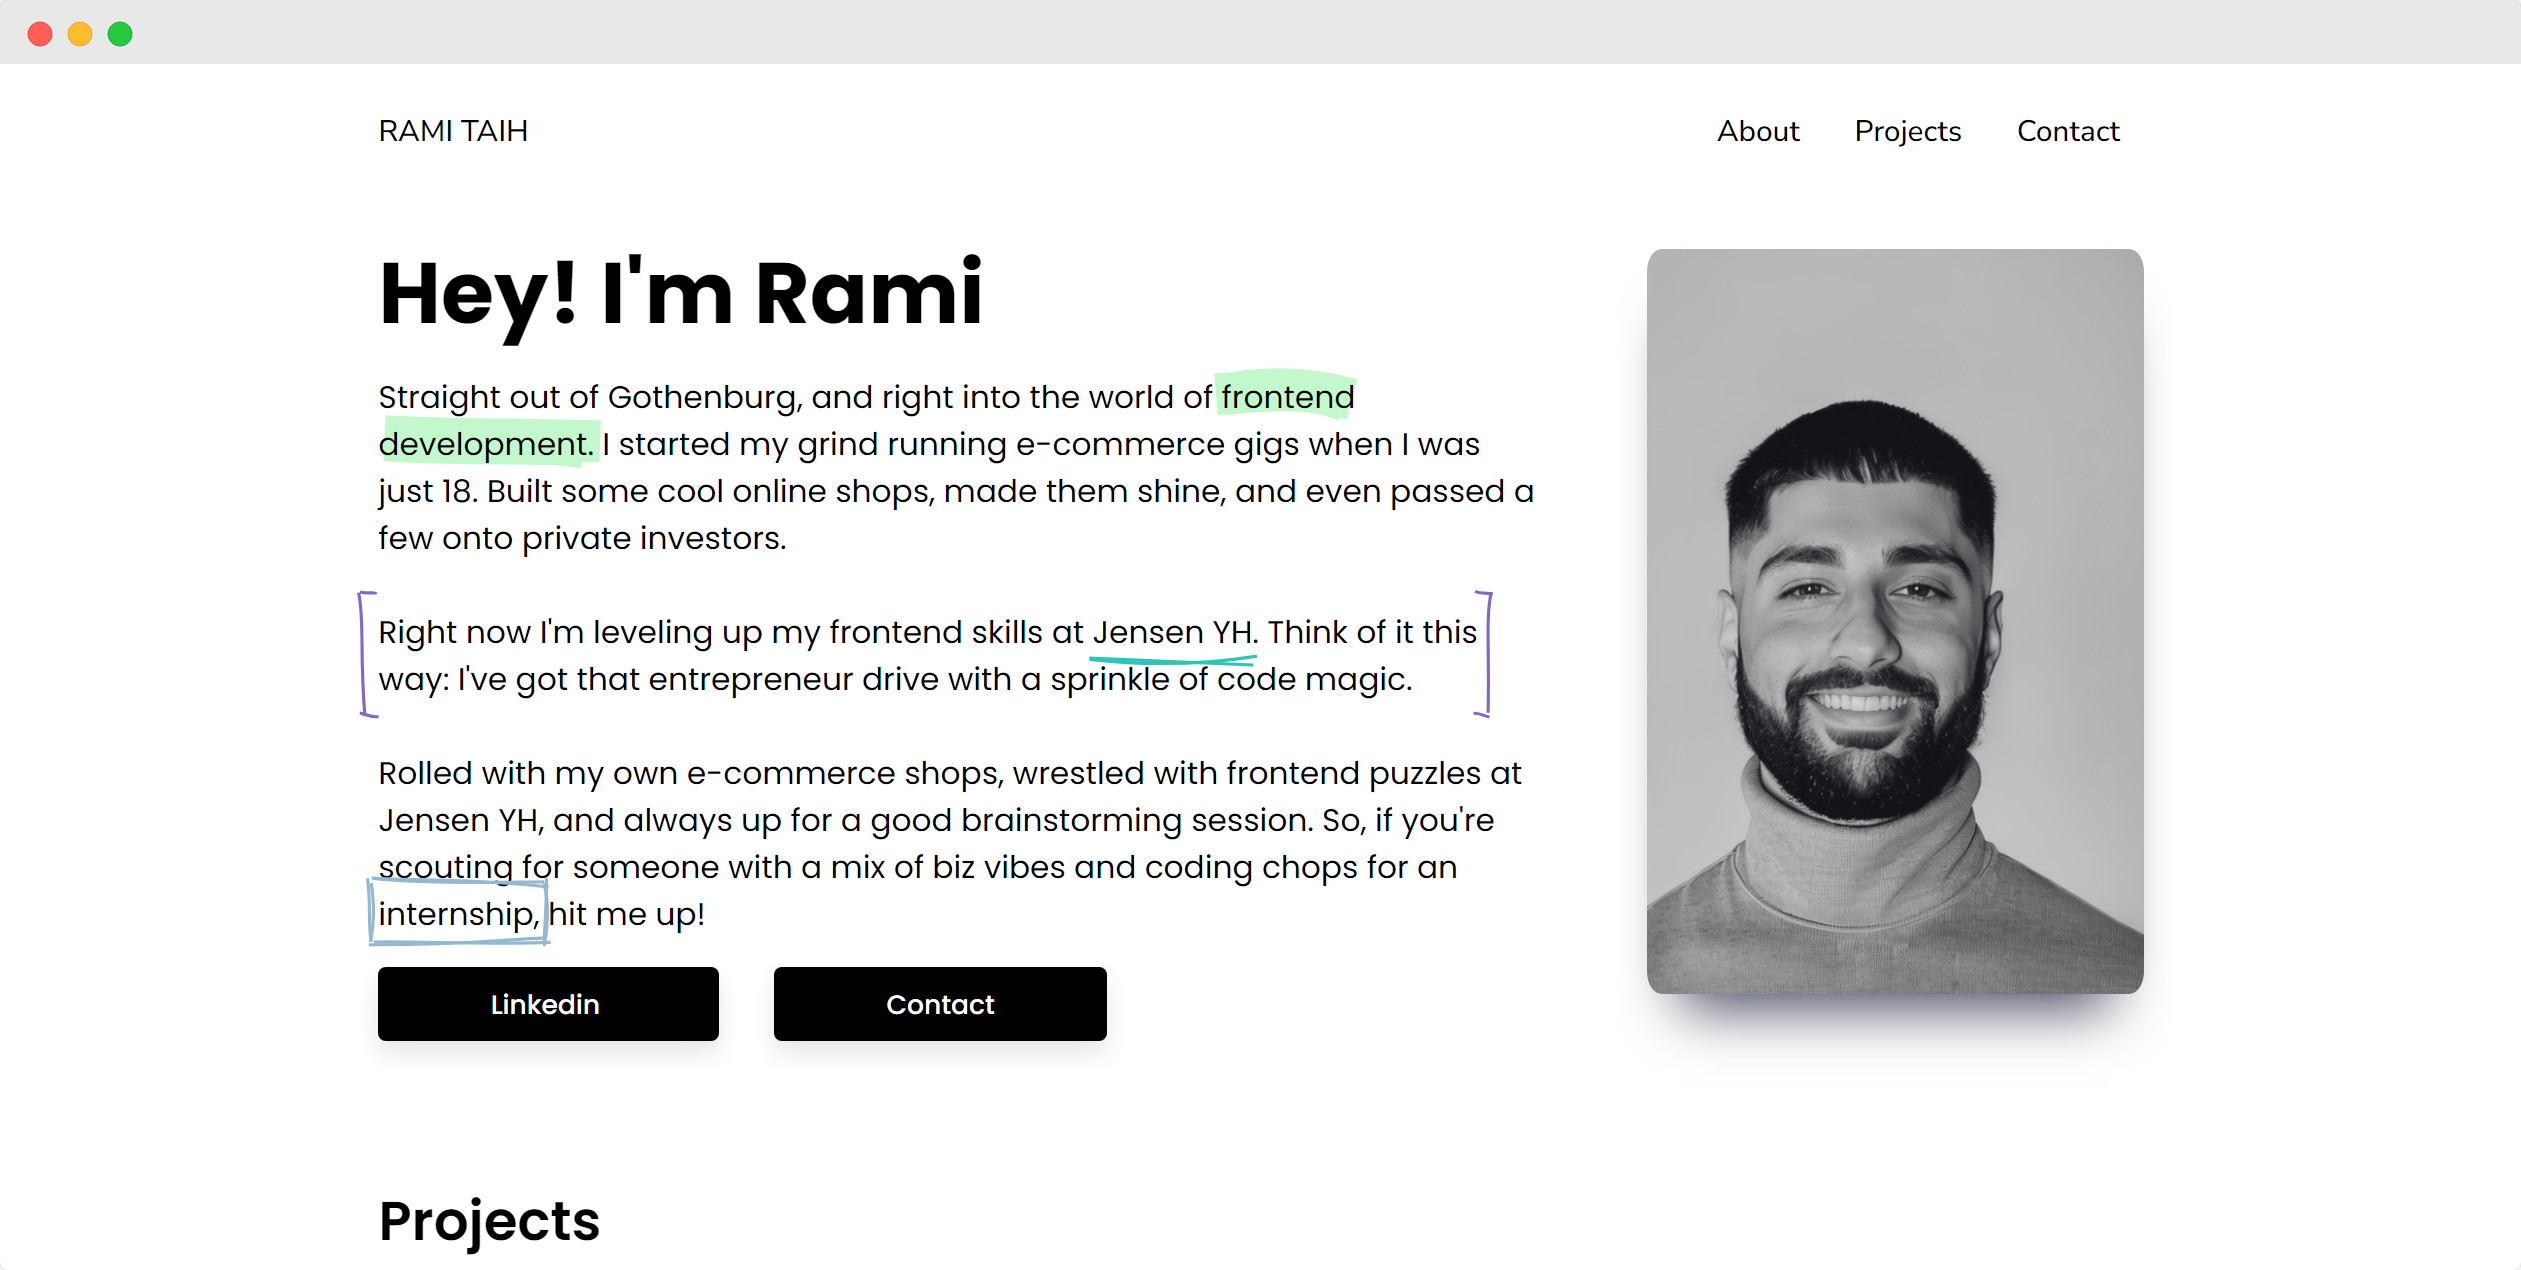 RAMI TAIH
About Projects Contact
Hey! I'm Rami
Straight out of Gothenburg, and right into the world of frontend
development. I started my grind running e-commerce gigs when I was
just 18. Built some cool online shops, made them shine, and even passed a
few onto private investors.
Right now I'm leveling up my frontend skills at Jensen YH. Think of it this
way: I've got that entrepreneur drive with a sprinkle of code magic.
Rolled with my own e-commerce shops, wrestled with frontend puzzles at
Jensen YH, and always up for a good brainstorming session. So, if you're
scouting for someone with a mix of biz vibes and coding chops for an
internship, hit me up!
Linkedin Contact
Projects